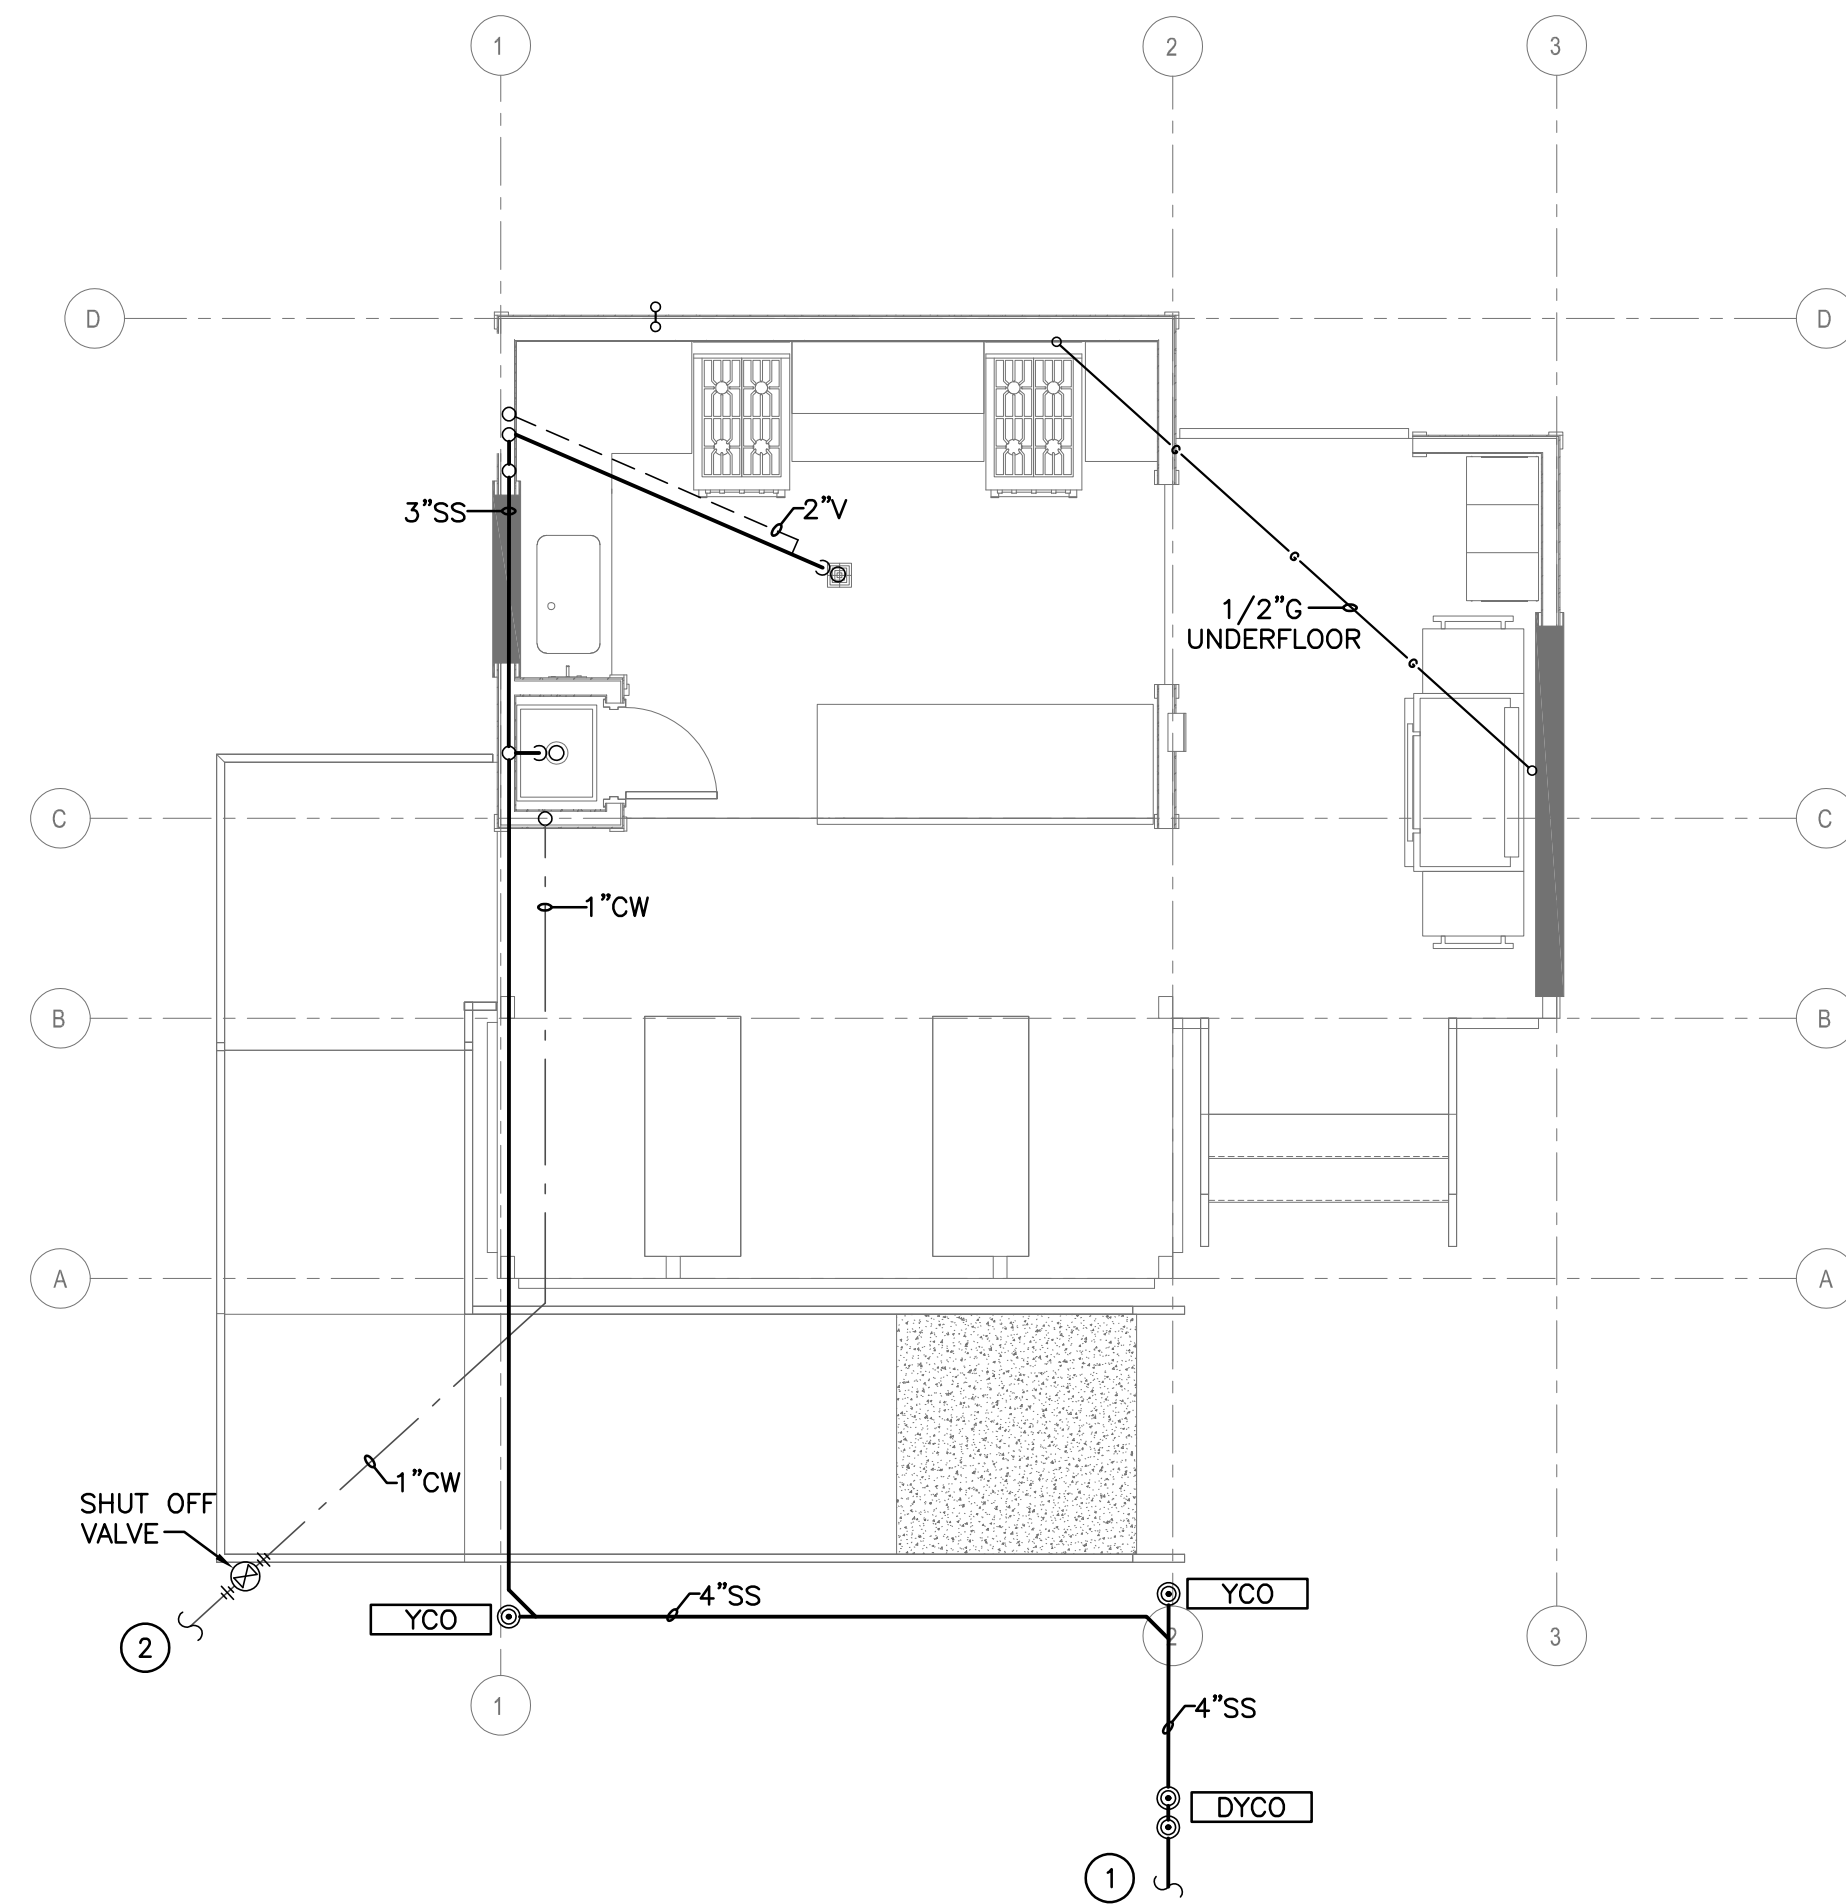 1
2
3
D
D
3"SS
2"V
1/2"G
UNDERFLOOR
G
G
G
C
C
1"CW
B
B
A
A
1"CW
SHUT OFF
VALVE
2
YCO
4"SS
YCO
2
3
1
4"SS
DYCO
1